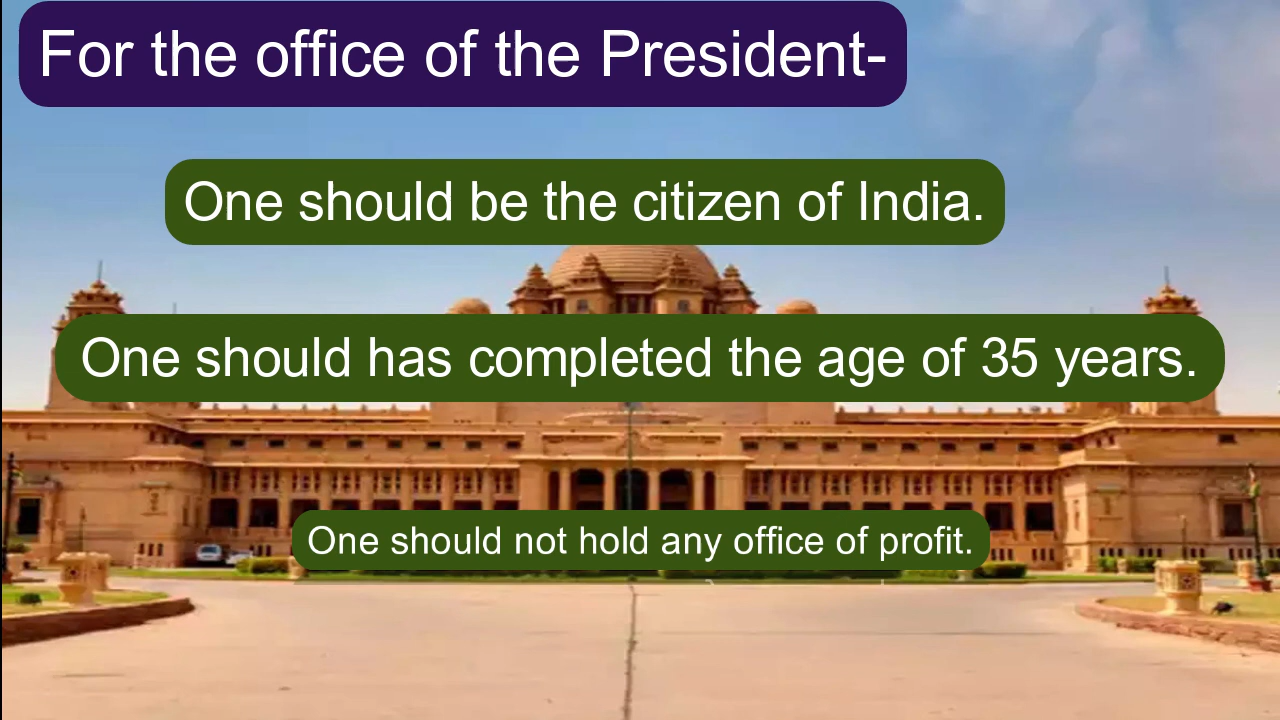 For the office of the President-
One should be the citizen of India.
One should has completed the age of 35 years.
One should not hold any office of profit.